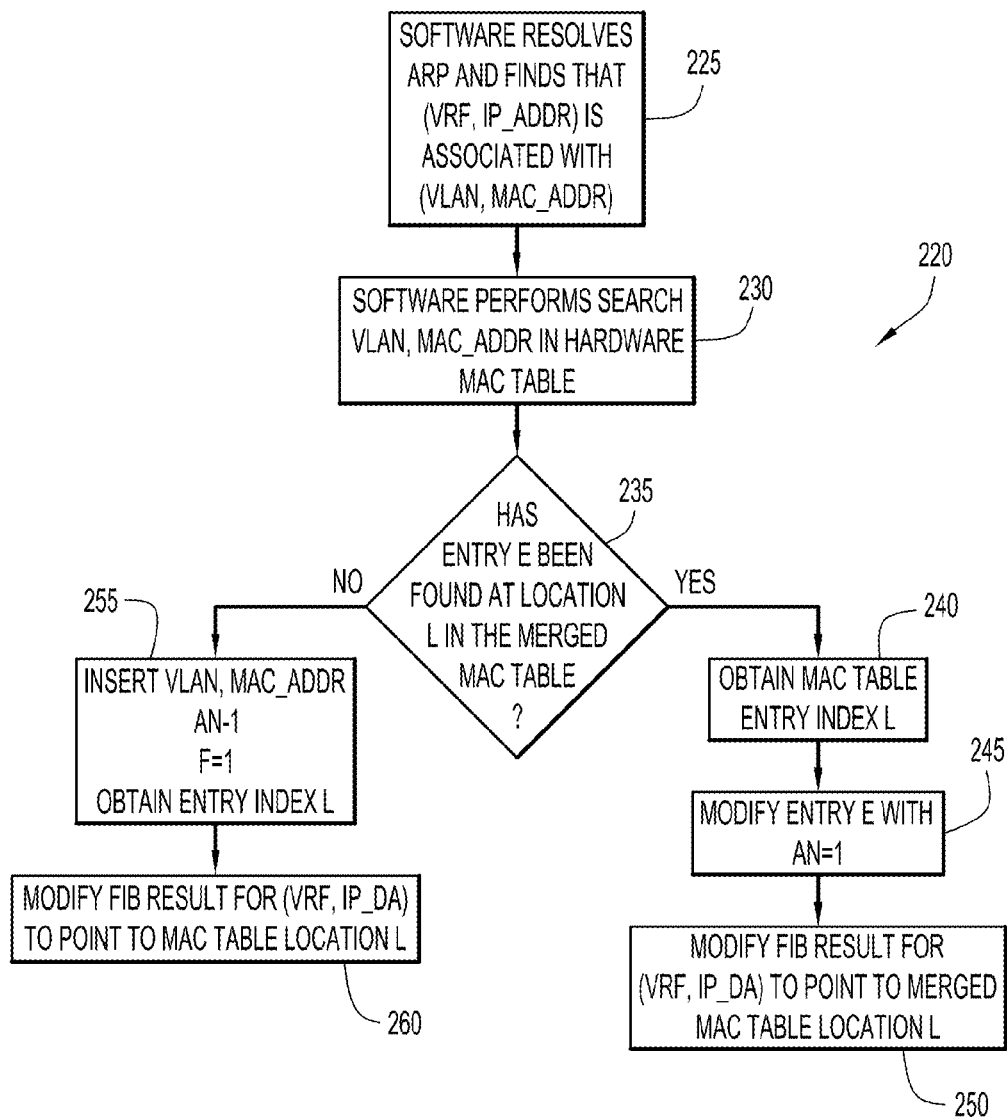 SOFTWARE RESOLVES
ARP AND FINDS THAT
(VRF, IP_ADDR) IS
ASSOCIATED WITH
(VLAN, MAC_ADDR)
225
220
SOFTWARE PERFORMS SEARCH
VLAN, MAC_ADDR IN HARDWARE
MAC TABLE
230
HAS
ENTRY E BEEN
FOUND AT LOCATION
L IN THE MERGED
MAC TABLE
?
235
NO
YES
255
INSERT VLAN, MAC_ADDR
AN-1
F=1
OBTAIN ENTRY INDEX L
240
OBTAIN MAC TABLE
ENTRY INDEX L
245
MODIFY ENTRY E WITH
AN=1
MODIFY FIB RESULT FOR (VRF, IP_DA)
TO POINT TO MAC TABLE LOCATION L
260
MODIFY FIB RESULT FOR
(VRF, IP_DA) TO POINT TO MERGED
MAC TABLE LOCATION L
250